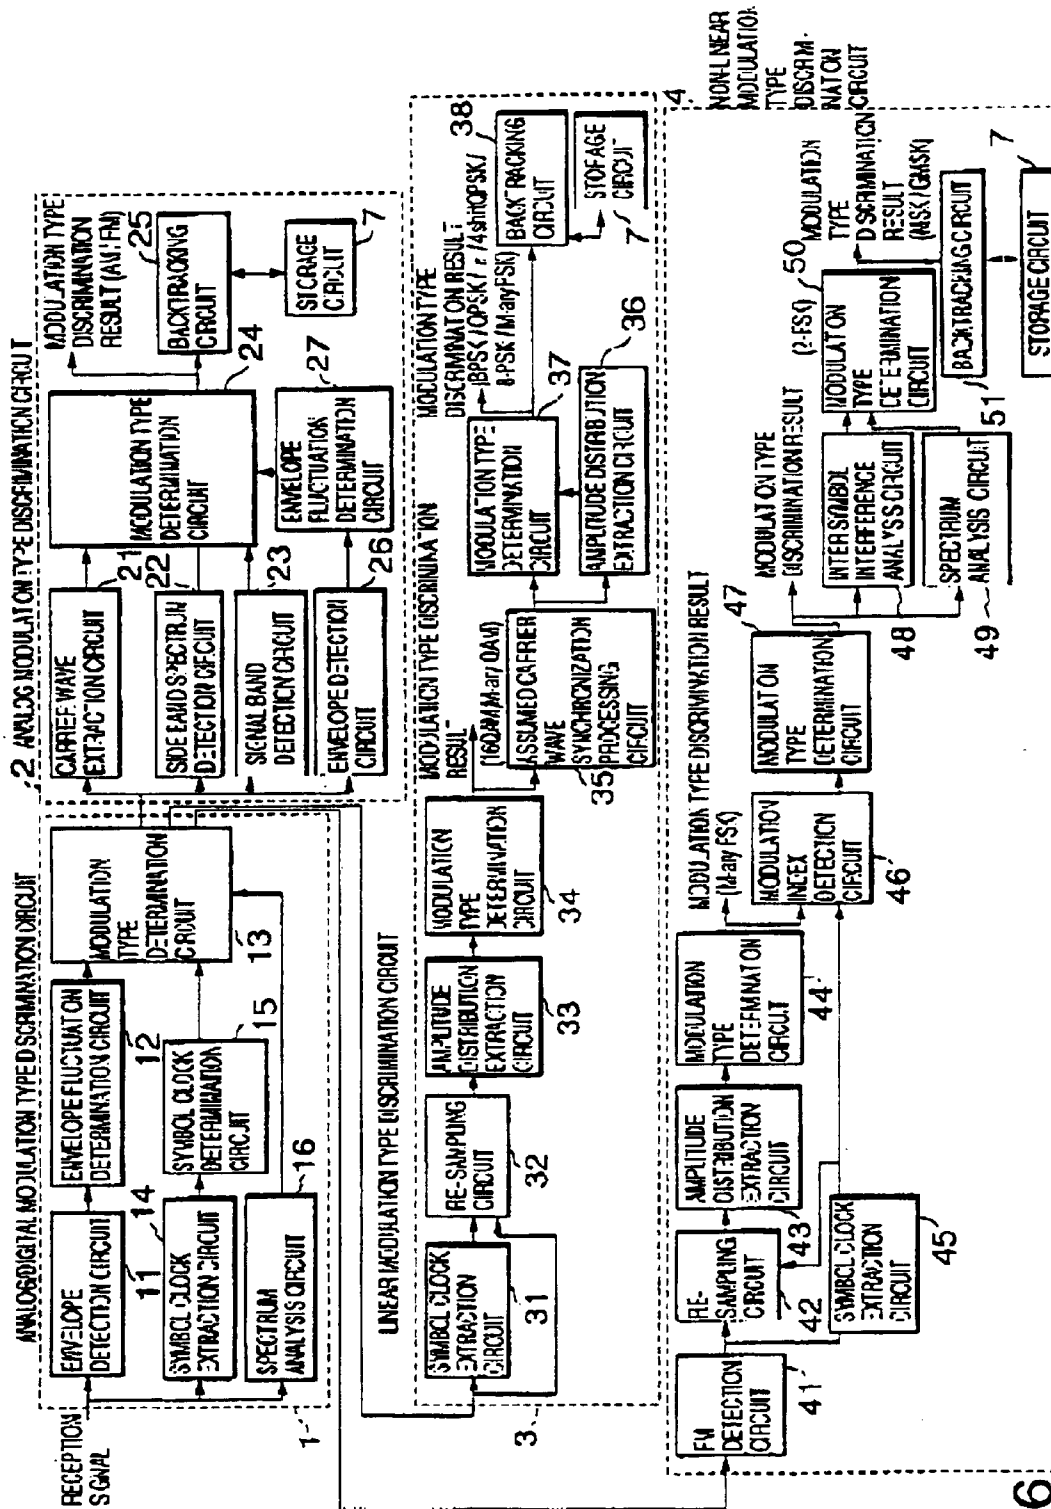 RECEPTION
SIGNAL
ANALOG/DIGITAL MODULATION TYPE DISCRIMINATION CIRCUIT
ENVELOPE
DETECTION CIRCUIT
11
ENVELOPE FLUCTUATION
DETERMINATION CIRCUIT
12
MODULATION
TYPE
DETERMINATION
CIRCUIT
13
SYMBOL CLOCK
EXTRACTION CIRCUIT
14
SYMBOL CLOCK
DETERMINATION
CIRCUIT
15
SPECTRUM
ANALYSIS CIRCUIT
16
1
2 ANALOG MODULATION TYPE DISCRIMINATION CIRCUIT
CARRIER WAVE
EXTRACTION CIRCUIT
21
SIDE BAND SPECTRUM
DETECTION CIRCUIT
22
SIGNAL BAND
DETECTION CIRCUIT
23
ENVELOPE DETECTION
CIRCUIT
26
MODULATION TYPE
DETERMINATION
CIRCUIT
24
ENVELOPE
FLUCTUATION
DETERMINATION
CIRCUIT
27
MODULATION TYPE
DISCRIMINATION
RESULT (AM/FM)
25
BACKTRACKING
CIRCUIT
STORAGE
CIRCUIT
7
LINEAR MODULATION TYPE DISCRIMINATION CIRCUIT
SYMBOL CLOCK
EXTRACTION
CIRCUIT
31
RE-SAMPLING
CIRCUIT
32
AMPLITUDE
DISTRIBUTION
EXTRACTION
CIRCUIT
33
MODULATION
TYPE
DETERMINATION
CIRCUIT
34
MODULATION TYPE DISCRIMINATION
RESULT
(16QAM/M-ary QAM)
ASSUMED CARRIER
WAVE
SYNCHRONIZATION
PROCESSING
CIRCUIT
35
MODULATION TYPE
DETERMINATION
CIRCUIT
37
AMPLITUDE DISTRIBUTION
EXTRACTION CIRCUIT
36
MODULATION TYPE
DISCRIMINATION RESULT
8-PSK/M-aryPSK)
BACKTRACKING
CIRCUIT
38
STORAGE
CIRCUIT
7
3
FM
DETECTION
CIRCUIT
41
RE-
SAMPLING
CIRCUIT
42
AMPLITUDE
DISTRIBUTION
EXTRACTION
CIRCUIT
43
MODULATION
TYPE
DETERMINATION
CIRCUIT
44
SYMBOL CLOCK
EXTRACTION
CIRCUIT
45
MODULATION TYPE DISCRIMINATION RESULT
(M-ary FSK)
MODULATION
INDEX
DETECTION
CIRCUIT
46
MODULATION
TYPE
DETERMINATION
CIRCUIT
47
MODULATION TYPE
DISCRIMINATION RESULT
(2-FSK)
INTER SYMBOL
INTERFERENCE
ANALYSIS CIRCUIT
48
SPECTRUM
ANALYSIS CIRCUIT
49
MODULATION
TYPE
DETERMINATION
CIRCUIT
50
MODULATION
TYPE
DISCRIMINATION
RESULT
(MSK/GMSK)
BACKTRACKING CIRCUIT
51
STORAGE CIRCUIT
7
4
NON-LINEAR
MODULATION
TYPE
DISCRIMINATION
CIRCUIT
6